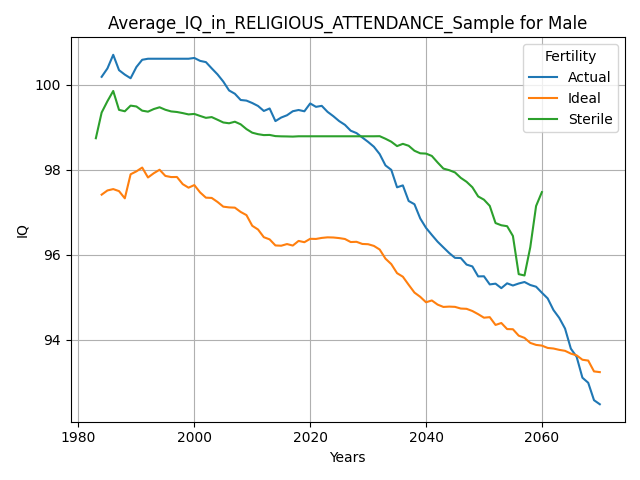 Average_IQ_in_RELIGIOUS_ATTENDANCE_Sample for Male
Fertility
Actual
Ideal
Sterile
IQ
100
98
96
94
1980
2000
2020
2040
2060
Years